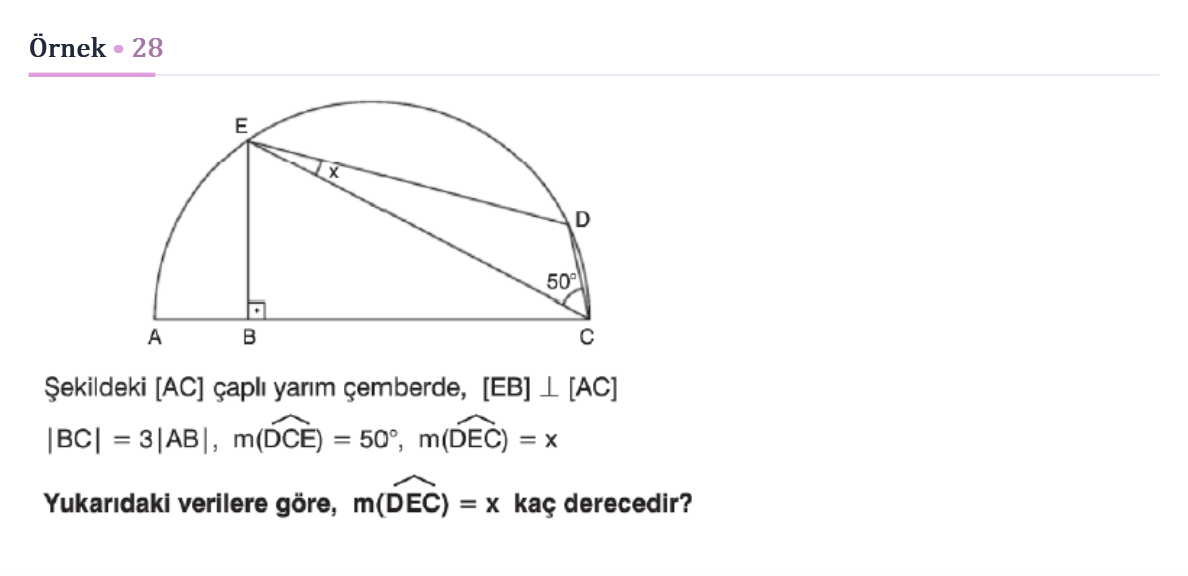 Örnek • 28
E
x
D
50°
A
B
C
Şekildeki [AC] çaplı yarım çemberde, [EB] ⊥ [AC]
|BC| = 3|AB|, m(DCE) = 50°, m(DEC) = x
Yukarıdaki verilere göre, m(DEC) = x kaç derecedir?